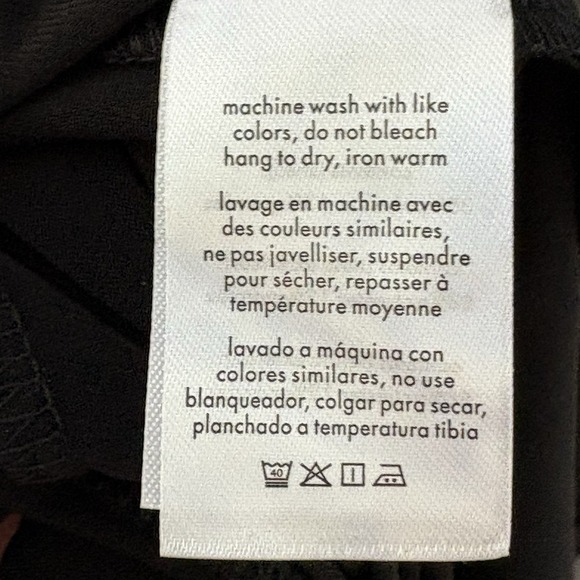 machine wash with like
colors, do not bleach
hang to dry, iron warm
lavage en machine avec
des couleurs similaires,
ne pas javelliser, suspendre
pour sécher, repasser à
température moyenne
lavado a máquina con
colores similares, no use
blanqueador, colgar para secar,
planchado a temperatura tibia
40